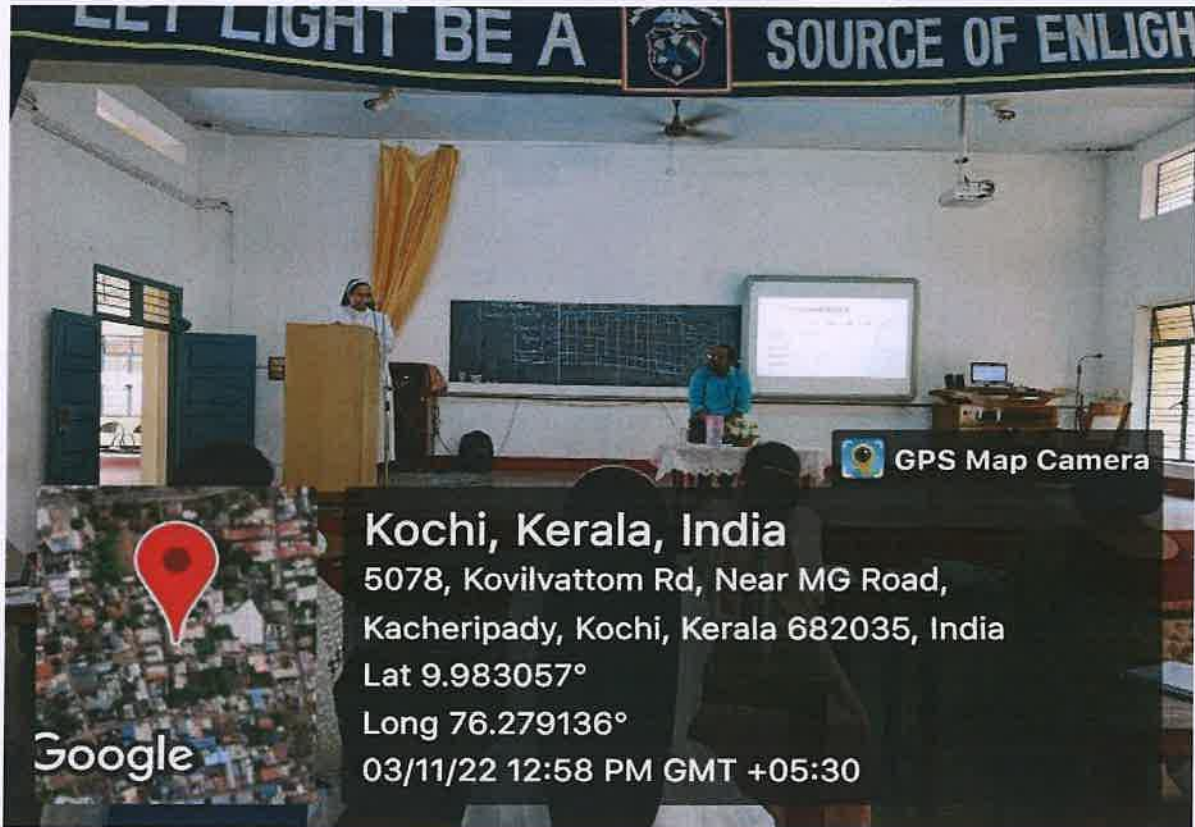 LET LIGHT BE A SOURCE OF ENLIGH
GPS Map Camera
Kochi, Kerala, India
5078, Kovilvattom Rd, Near MG Road,
Kacheripady, Kochi, Kerala 682035, India
Lat 9.983057°
Long 76.279136°
03/11/22 12:58 PM GMT +05:30
Google